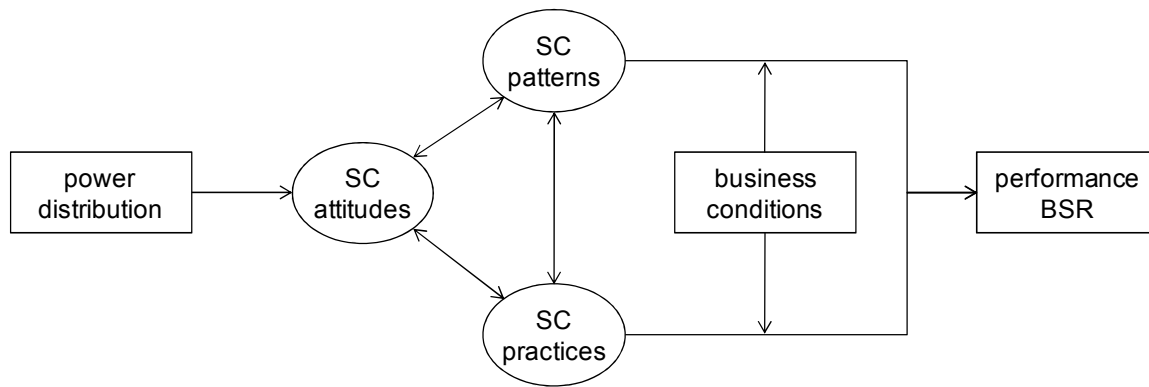 SC
patterns
power
distribution
SC
attitudes
business
conditions
performance
BSR
SC
practices